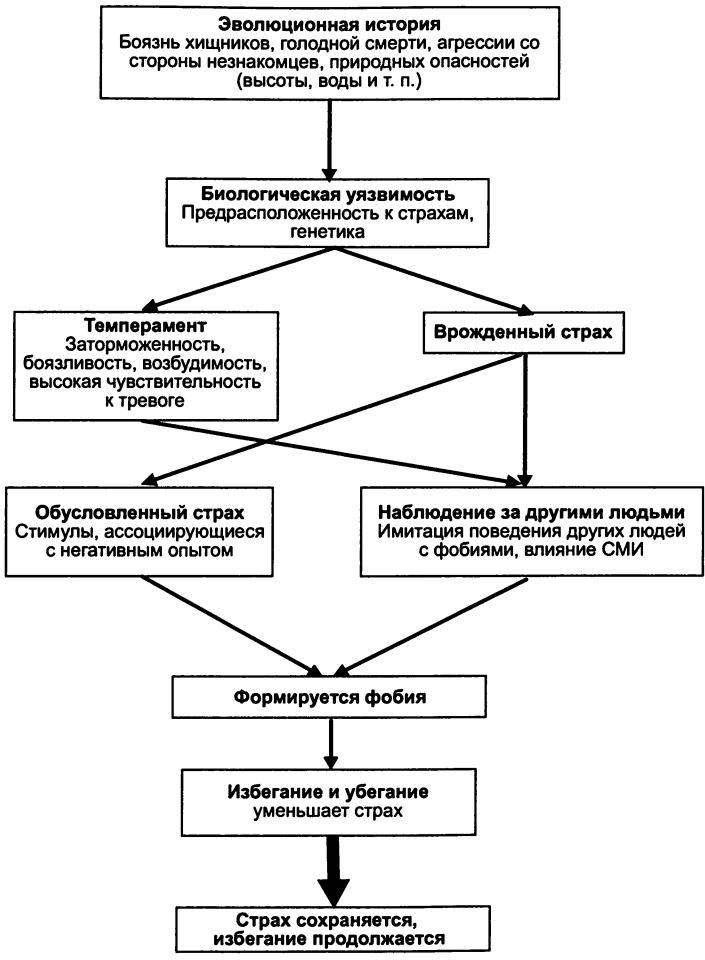 Эволюционная история
Боязнь хищников, голодной смерти, агрессии со
стороны незнакомцев, природных опасностей
(высоты, воды и т. п.)
Биологическая уязвимость
Предрасположенность к страхам,
генетика
Темперамент
Заторможенность,
боязливость, возбудимость,
высокая чувствительность
к тревоге
Врожденный страх
Обусловленный страх
Стимулы, ассоциирующиеся
с негативным опытом
Наблюдение за другими людьми
Имитация поведения других людей
с фобиями, влияние СМИ
Формируется фобия
Избегание и убегание
уменьшает страх
Страх сохраняется,
избегание продолжается